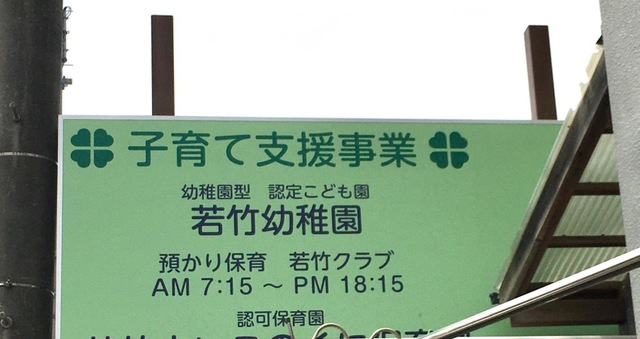 子育て支援事業
幼稚園型 認定こども園
若竹幼稚園
預かり保育 若竹クラブ
AM 7:15 ～ PM 18:15
認可保育園